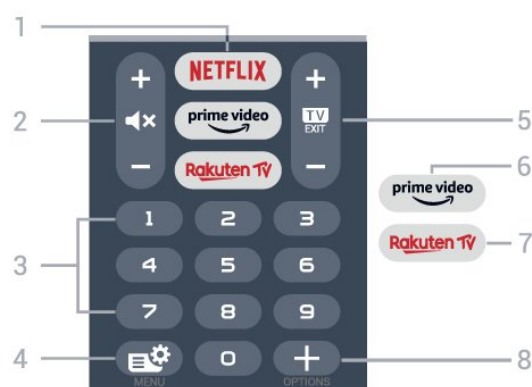 1
NETFLIX
2
prime video
TV
EXIT
5
Rakuten TV
6
prime video
Rakuten TV
7
3
1 2 3
4 5 6
7 8 9
4
0
8
MENU
OPTIONS